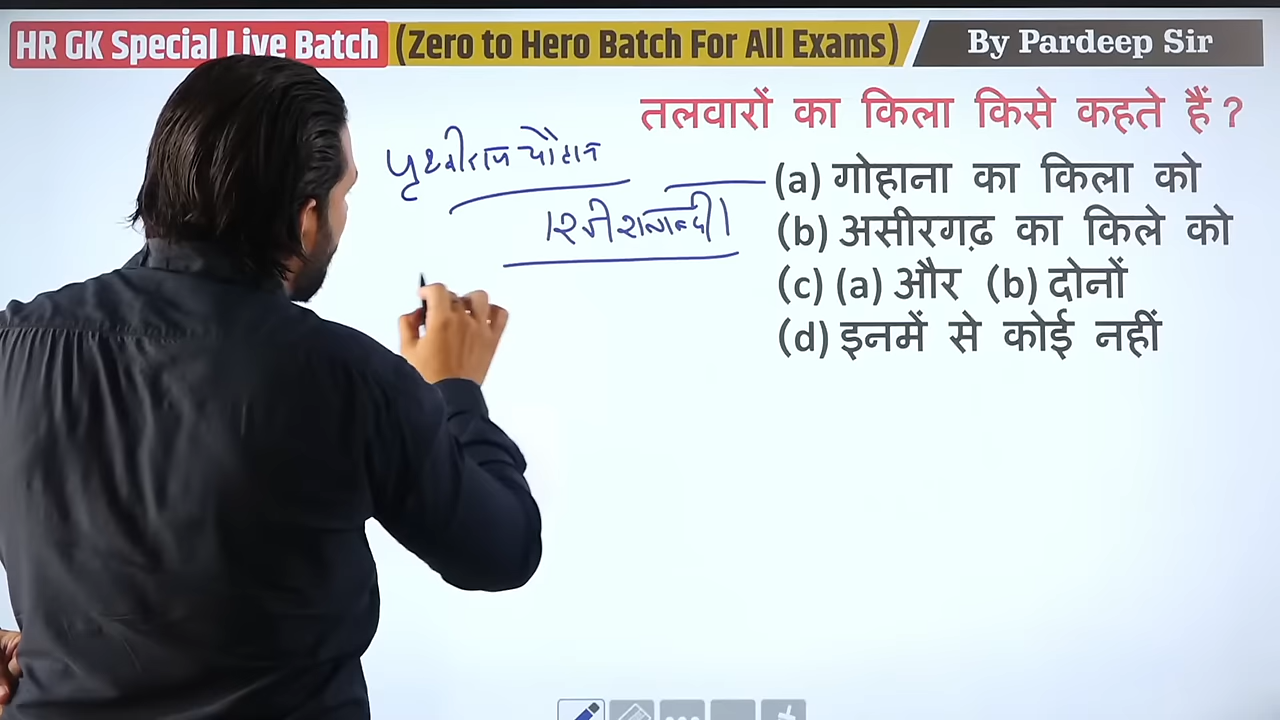 HR GK Special Live Batch (Zero to Hero Batch For All Exams) By Pardeep Sir
तलवारों का किला किसे कहते हैं ?
पृथ्वीराज चौहान
(a) गोहाना का किला को
12 वी शताब्दी
(b) असीरगढ़ का किले को
(c) (a) और (b) दोनों
(d) इनमें से कोई नहीं